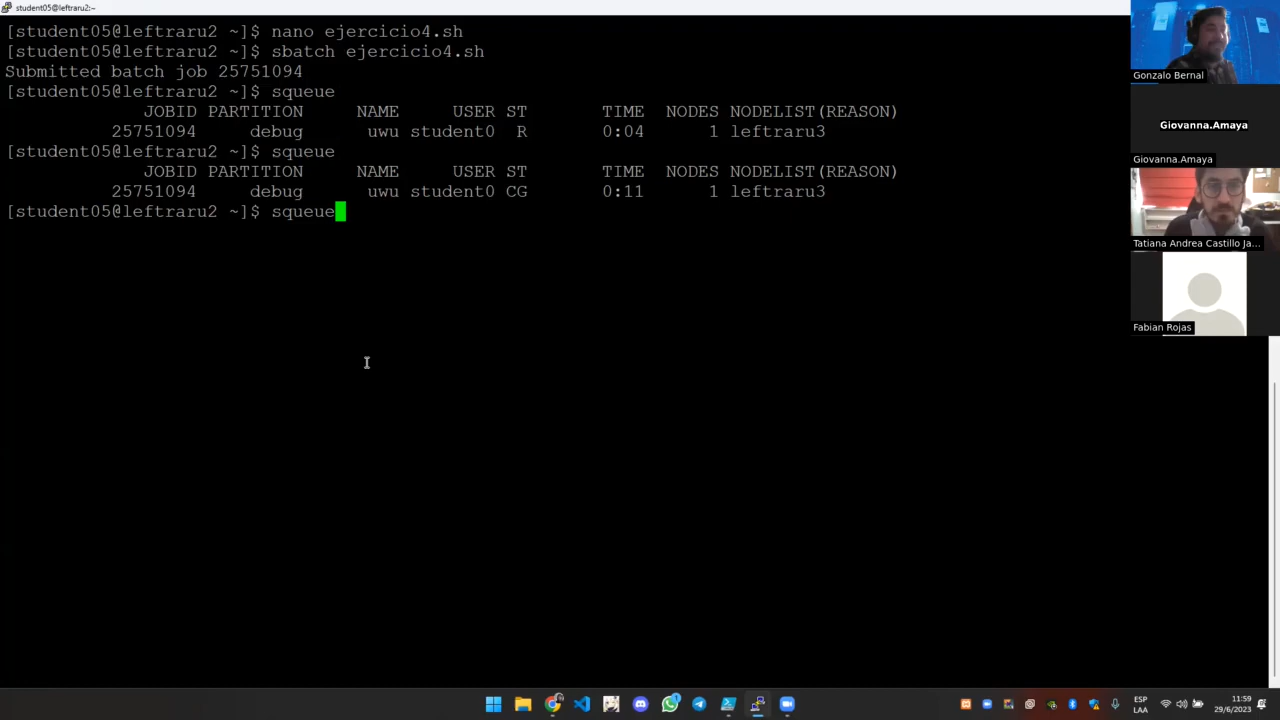 student05@leftraru2:~
[student05@leftraru2 ~]$ nano ejercicio4.sh
[student05@leftraru2 ~]$ sbatch ejercicio4.sh
Submitted batch job 25751094
[student05@leftraru2 ~]$ squeue
JOBID PARTITION NAME USER ST TIME NODES NODELIST(REASON)
25751094 debug uwu student0 R 0:04 1 leftraru3
[student05@leftraru2 ~]$ squeue
JOBID PARTITION NAME USER ST TIME NODES NODELIST(REASON)
25751094 debug uwu student0 CG 0:11 1 leftraru3
[student05@leftraru2 ~]$ squeue
Gonzalo Bernal
Giovanna.Amaya
Giovanna.Amaya
Tatiana Andrea Castillo Ja...
Fabian Rojas
ESP
LAA
11:59
29/6/2023